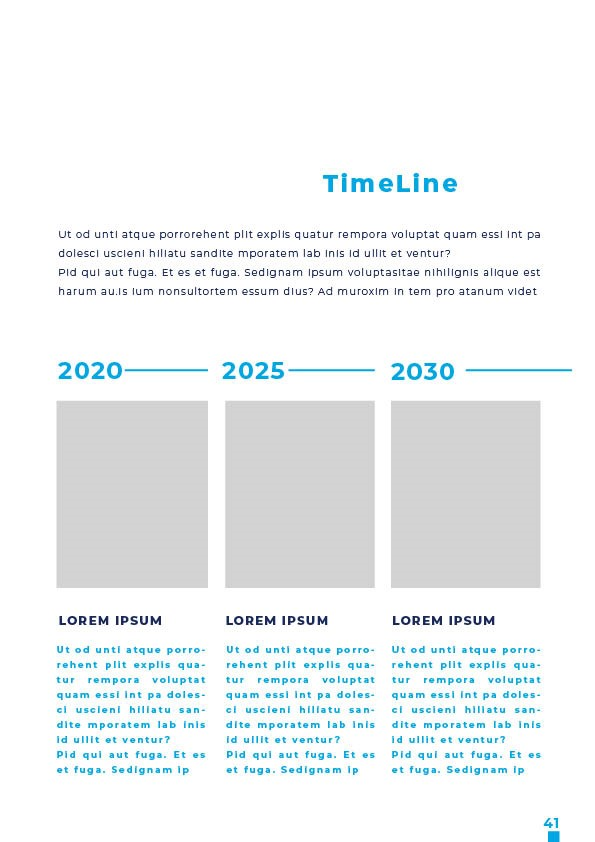 TimeLine
Ut od unti atque porrorehent plit explis quatur rempora voluptat quam essi int pa
dolesci uscieni hiliatu sandite mporatem lab inis id ullit et ventur?
Pid qui aut fuga. Et es et fuga. Sedignam ipsum voluptasitae nihilignis alique est
harum au.is ium nonsultortem essum dius? Ad muroxim in tem pro atanum videt
2020 2025 2030
LOREM IPSUM
Ut od unti atque porro-
rehent plit explis qua-
tur rempora voluptat
quam essi int pa doles-
ci uscieni hiliatu san-
dite mporatem lab inis
id ullit et ventur?
Pid qui aut fuga. Et es
et fuga. Sedignam ip
LOREM IPSUM
Ut od unti atque porro-
rehent plit explis qua-
tur rempora voluptat
quam essi int pa doles-
ci uscieni hiliatu san-
dite mporatem lab inis
id ullit et ventur?
Pid qui aut fuga. Et es
et fuga. Sedignam ip
LOREM IPSUM
Ut od unti atque porro-
rehent plit explis qua-
tur rempora voluptat
quam essi int pa doles-
ci uscieni hiliatu san-
dite mporatem lab inis
id ullit et ventur?
Pid qui aut fuga. Et es
et fuga. Sedignam ip
41